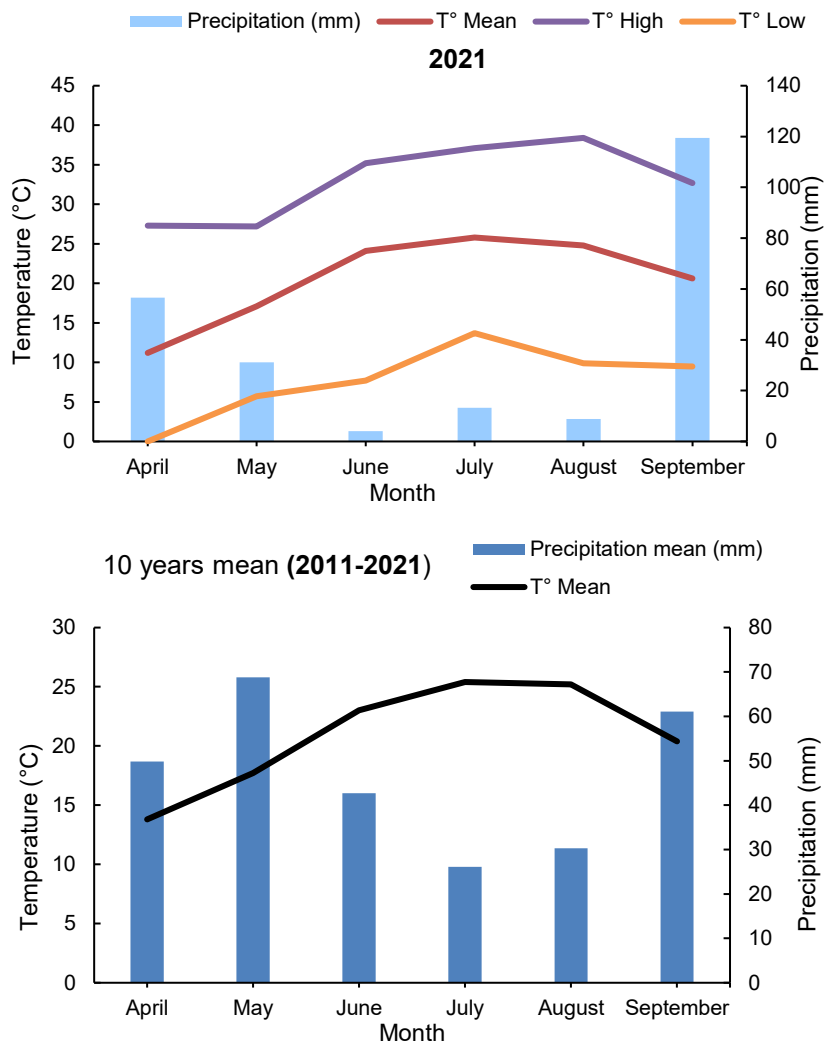 Precipitation (mm) T° Mean T° High T° Low
2021
45
40
35
30
25
20
15
10
5
0
Temperature (°C)
140
120
100
80
60
40
20
0
Precipitation (mm)
April May June July August September
Month
Precipitation mean (mm)
10 years mean (2011-2021)
T° Mean
30
25
20
15
10
5
0
Temperature (°C)
80
70
60
50
40
30
20
10
0
Precipitation (mm)
April May June July August September
Month